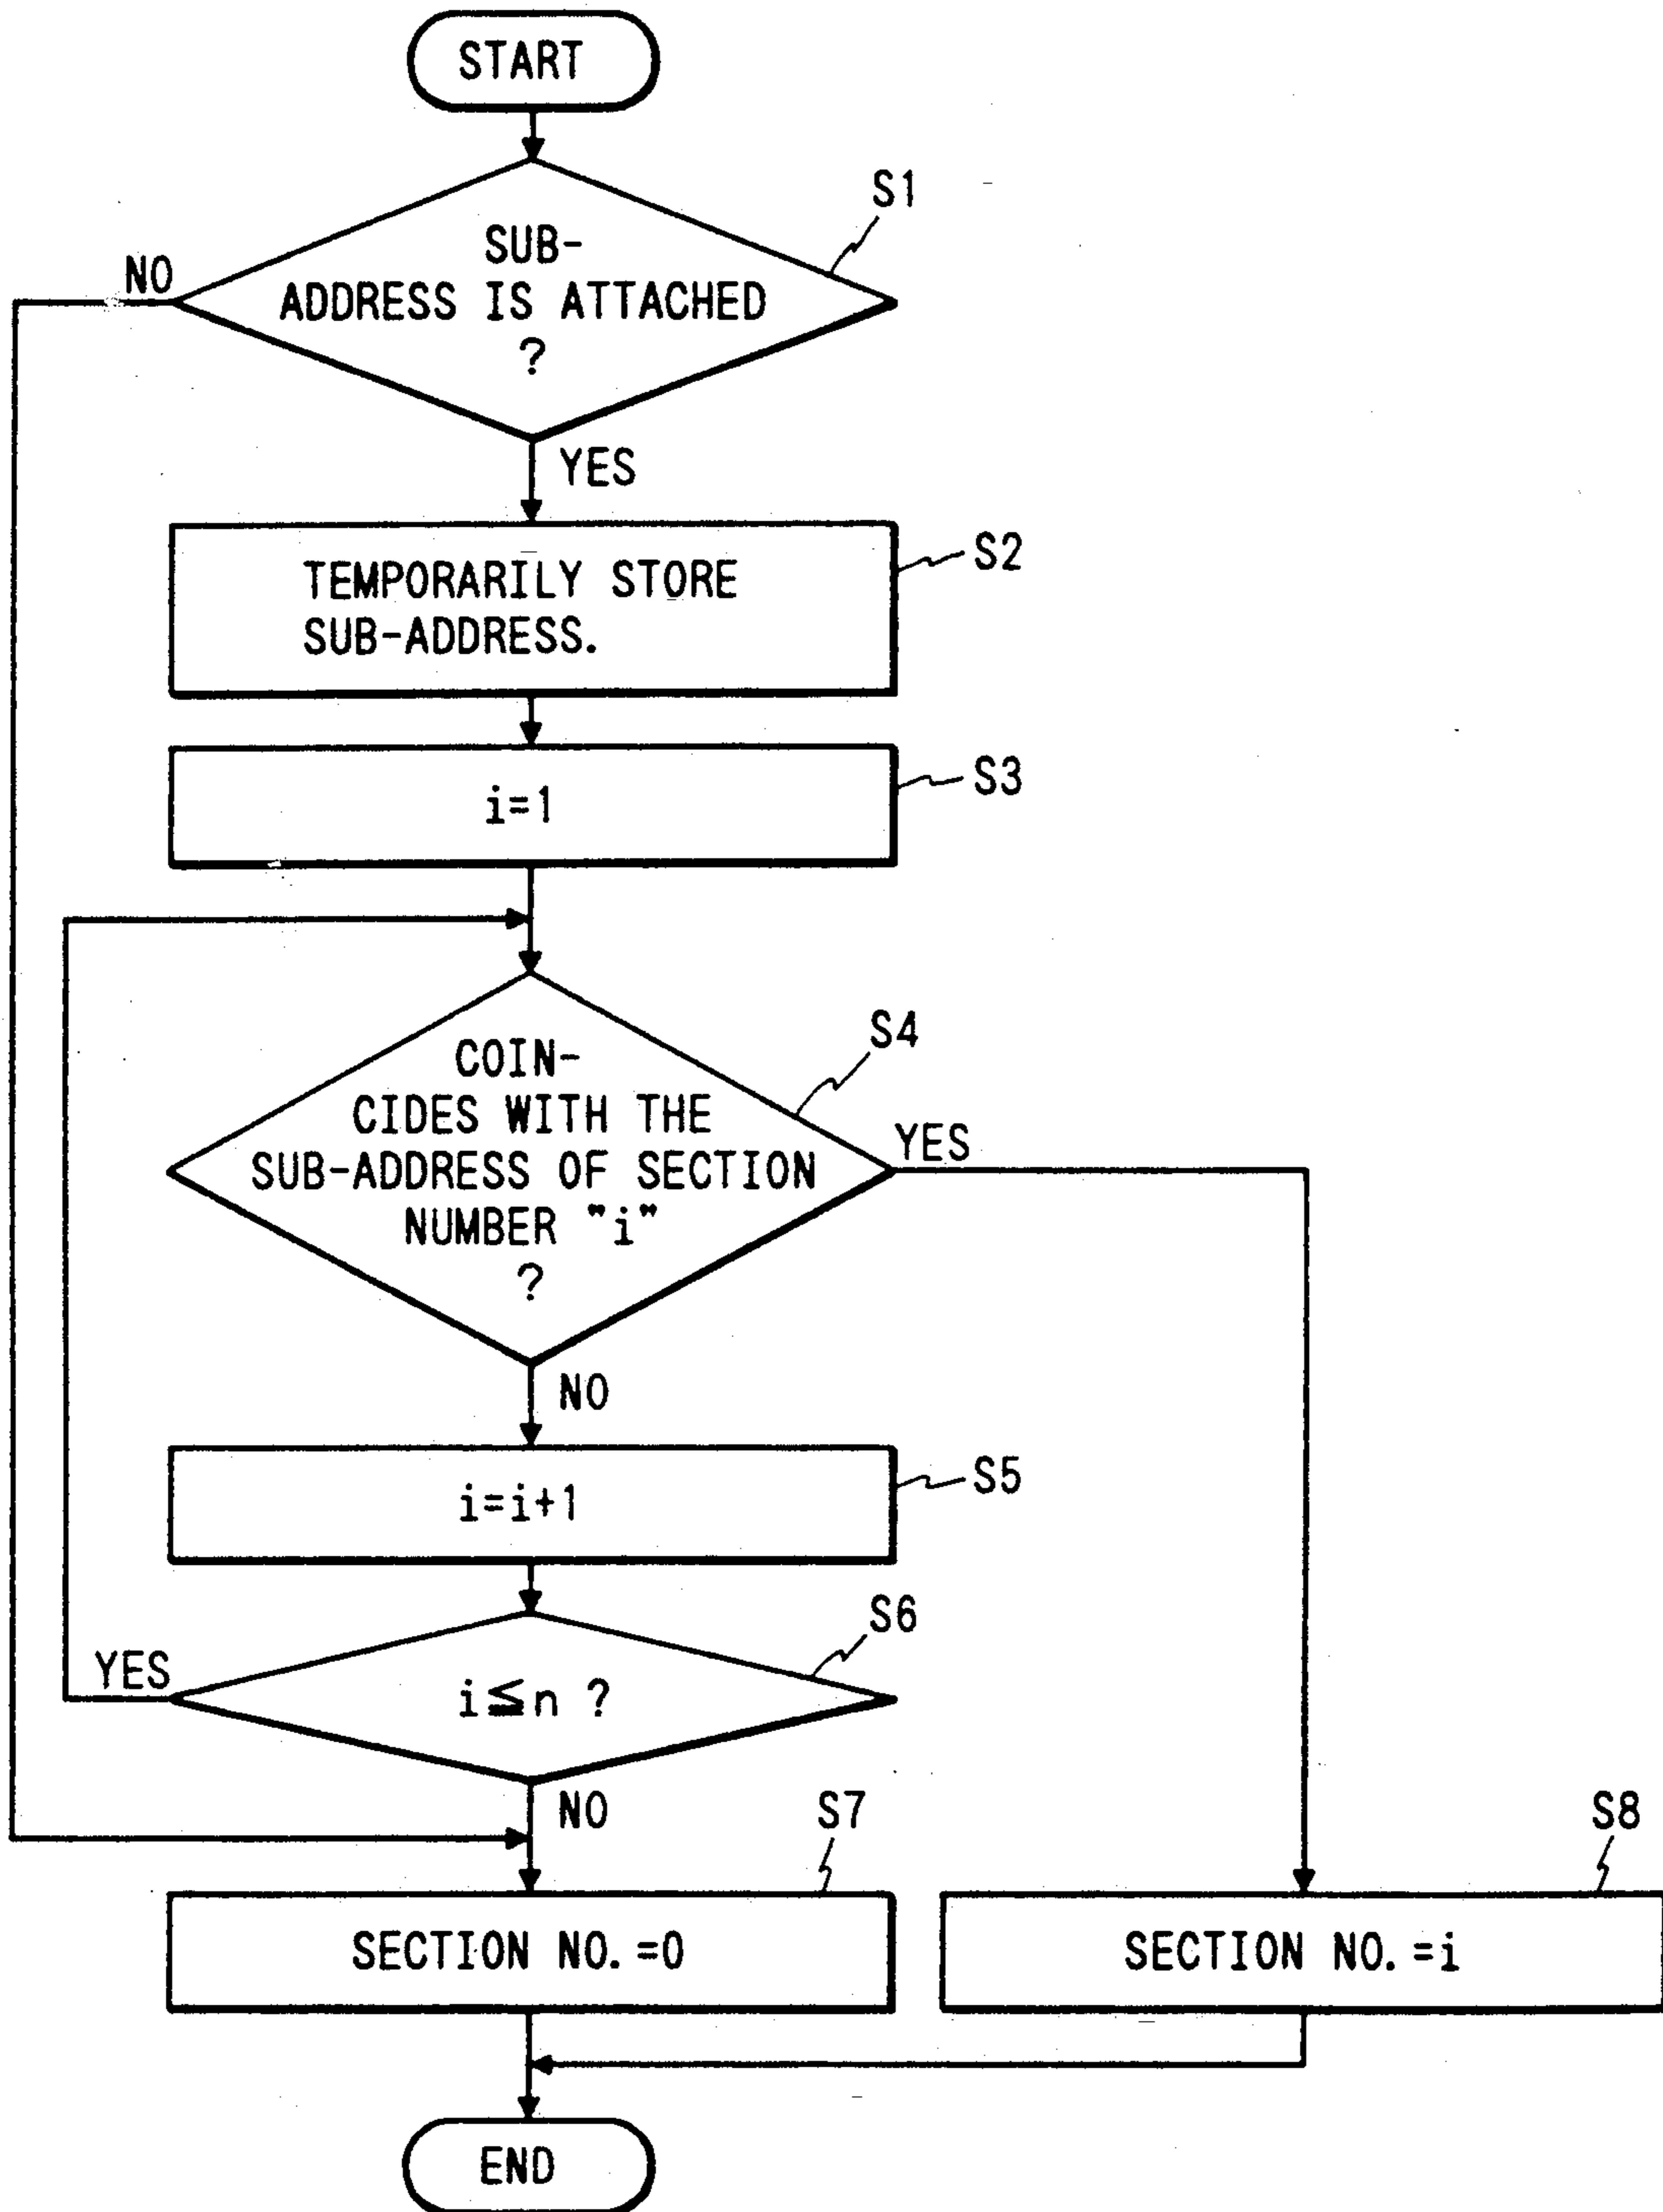 START
S1
SUB-
ADDRESS IS ATTACHED
?
NO
YES
S2
TEMPORARILY STORE
SUB-ADDRESS.
S3
i=1
S4
COIN-
CIDES WITH THE
SUB-ADDRESS OF SECTION
NUMBER "i"
?
YES
NO
S5
i=i+1
S6
i≦n ?
YES
NO
S7
SECTION NO.=0
S8
SECTION NO.=i
END